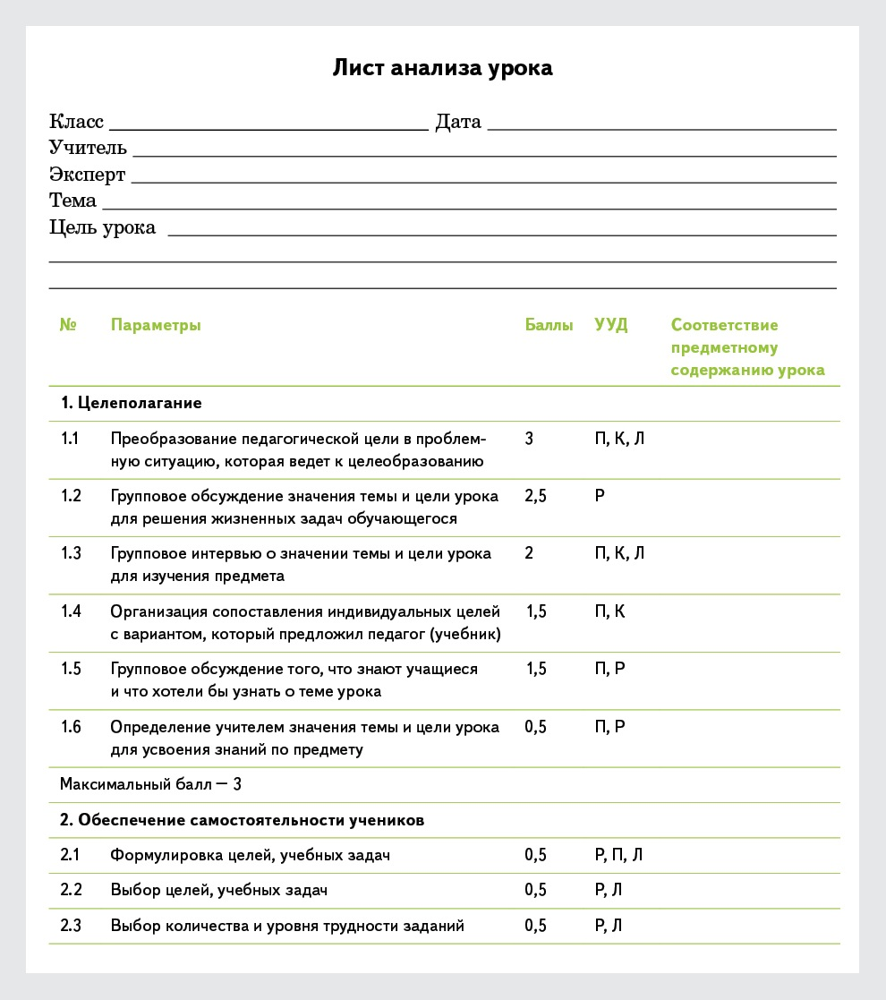 Лист анализа урока
Класс Дата
Учитель
Эксперт
Тема
Цель урока
№ Параметры Баллы УУД Соответствие
предметному
содержанию урока
1. Целеполагание
1.1 Преобразование педагогической цели в проблем- 3 П, К, Л
ную ситуацию, которая ведет к целеобразованию
1.2 Групповое обсуждение значения темы и цели урока 2,5 Р
для решения жизненных задач обучающегося
1.3 Групповое интервью о значении темы и цели урока 2 П, К, Л
для изучения предмета
1.4 Организация сопоставления индивидуальных целей 1,5 П, К
с вариантом, который предложил педагог (учебник)
1.5 Групповое обсуждение того, что знают учащиеся 1,5 П, Р
и что хотели бы узнать о теме урока
1.6 Определение учителем значения темы и цели урока 0,5 П, Р
для усвоения знаний по предмету
Максимальный балл — 3
2. Обеспечение самостоятельности учеников
2.1 Формулировка целей, учебных задач 0,5 Р, П, Л
2.2 Выбор целей, учебных задач 0,5 Р, Л
2.3 Выбор количества и уровня трудности заданий 0,5 Р, Л